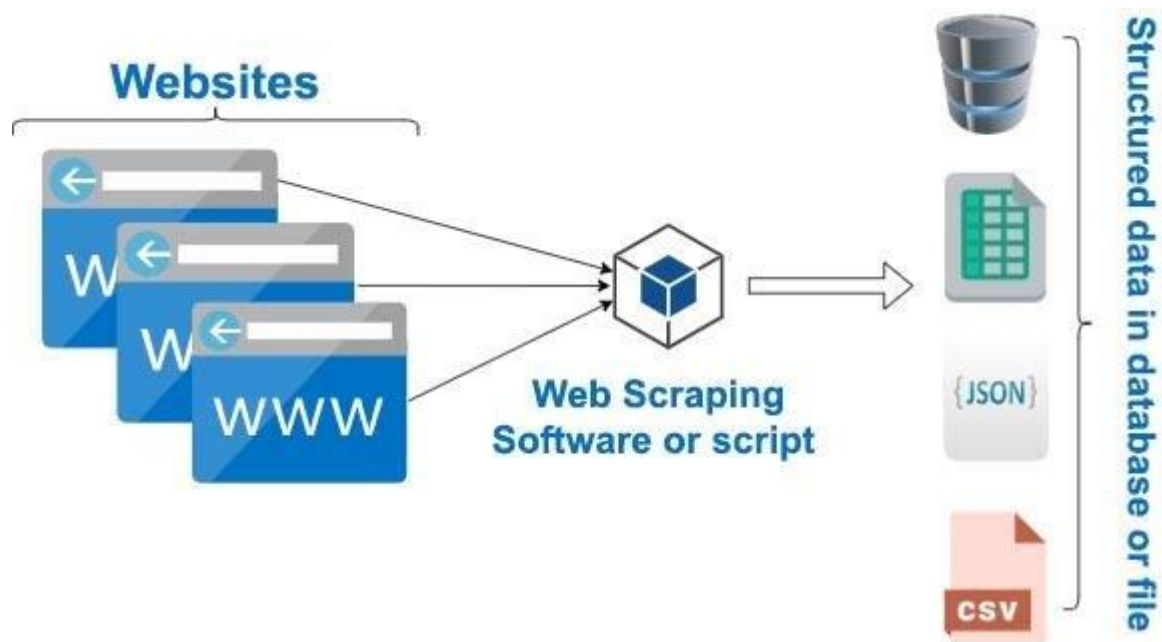 Websites
W
W
WWW
Web Scraping
Software or script
{JSON}
CSV
Structured data in database or file